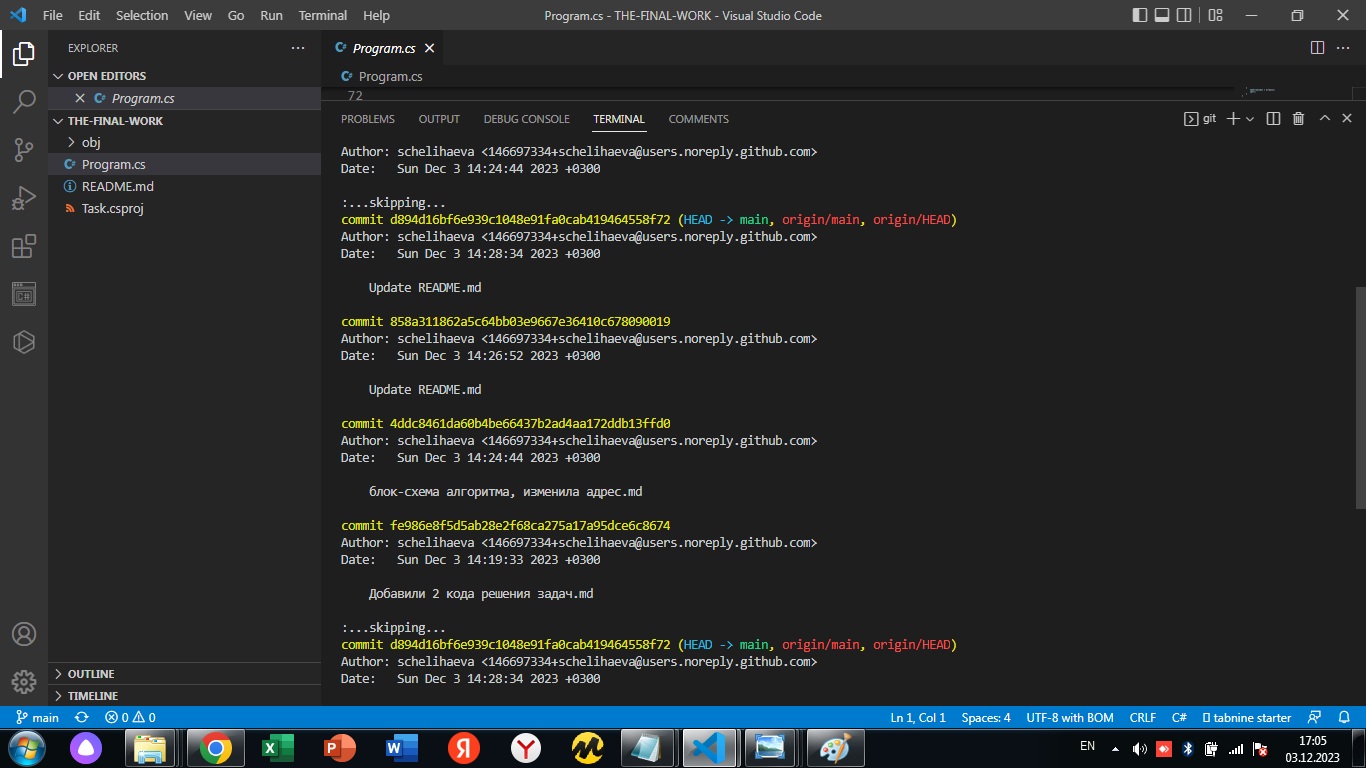 File Edit Selection View Go Run Terminal Help
Program.cs - THE-FINAL-WORK - Visual Studio Code
EXPLORER
OPEN EDITORS
Program.cs
THE-FINAL-WORK
obj
Program.cs
README.md
Task.csproj
OUTLINE
TIMELINE
Program.cs
Program.cs
72
PROBLEMS OUTPUT DEBUG CONSOLE TERMINAL COMMENTS
git
Author: schelihaeva <146697334+schelihaeva@users.noreply.github.com>
Date: Sun Dec 3 14:24:44 2023 +0300
:...skipping...
commit d894d16bf6e939c1048e91fa0cab419464558f72 (HEAD -> main, origin/main, origin/HEAD)
Author: schelihaeva <146697334+schelihaeva@users.noreply.github.com>
Date: Sun Dec 3 14:28:34 2023 +0300
Update README.md
commit 858a311862a5c64bb03e9667e36410c678090019
Author: schelihaeva <146697334+schelihaeva@users.noreply.github.com>
Date: Sun Dec 3 14:26:52 2023 +0300
Update README.md
commit 4ddc8461da60b4be66437b2ad4aa172ddb13ffd0
Author: schelihaeva <146697334+schelihaeva@users.noreply.github.com>
Date: Sun Dec 3 14:24:44 2023 +0300
блок-схема алгоритма, изменила адрес.md
commit fe986e8f5d5ab28e2f68ca275a17a95dce6c8674
Author: schelihaeva <146697334+schelihaeva@users.noreply.github.com>
Date: Sun Dec 3 14:19:33 2023 +0300
Добавили 2 кода решения задач.md
:...skipping...
commit d894d16bf6e939c1048e91fa0cab419464558f72 (HEAD -> main, origin/main, origin/HEAD)
Author: schelihaeva <146697334+schelihaeva@users.noreply.github.com>
Date: Sun Dec 3 14:28:34 2023 +0300
main 0 0 Ln 1, Col 1 Spaces: 4 UTF-8 with BOM CRLF C# tabnine starter
EN 17:05
03.12.2023